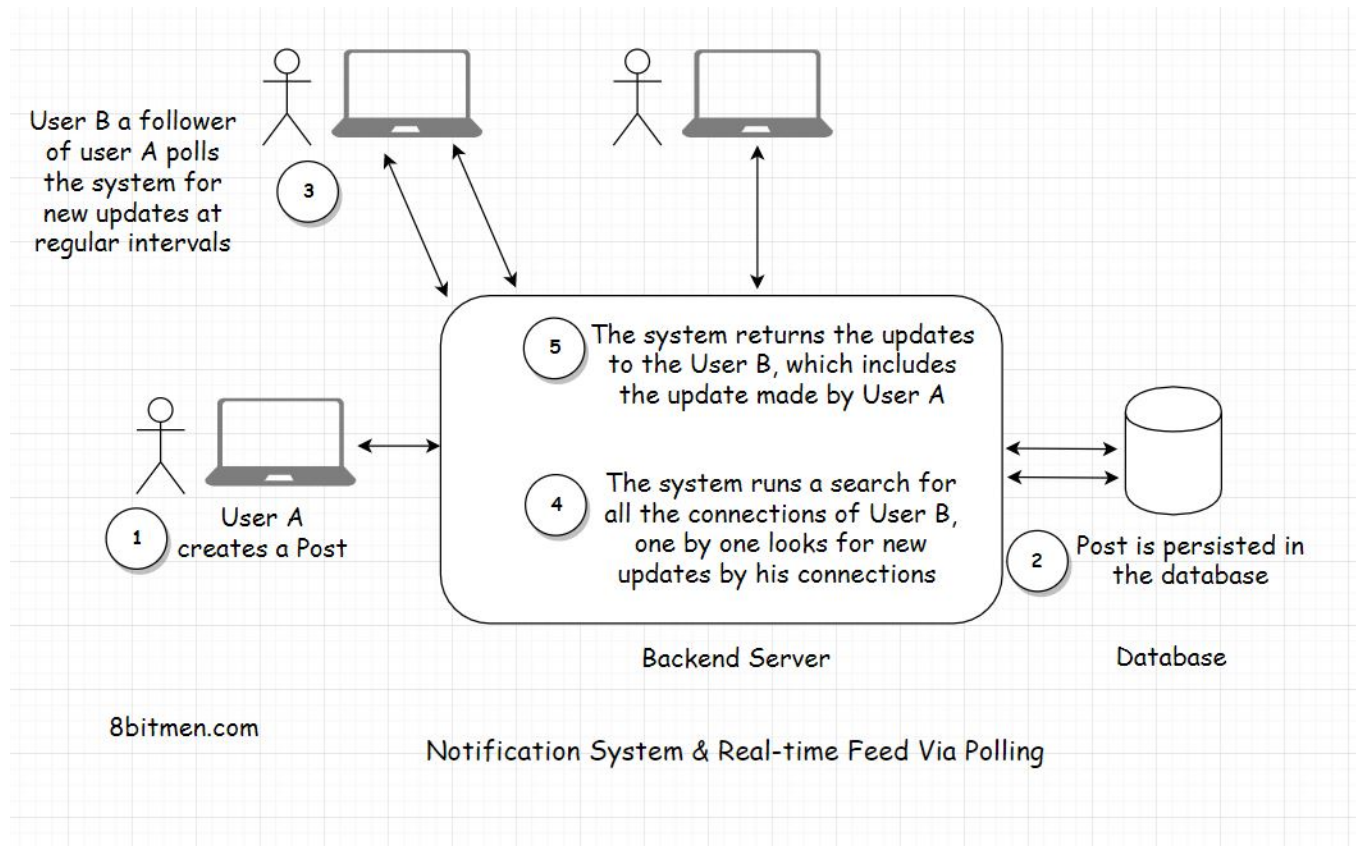 User B a follower
of user A polls
the system for
new updates at
regular intervals
3
5
The system returns the updates
to the User B, which includes
the update made by User A
4
The system runs a search for
all the connections of User B,
one by one looks for new
updates by his connections
1
User A
creates a Post
2
Post is persisted in
the database
Backend Server
Database
8bitmen.com
Notification System & Real-time Feed Via Polling